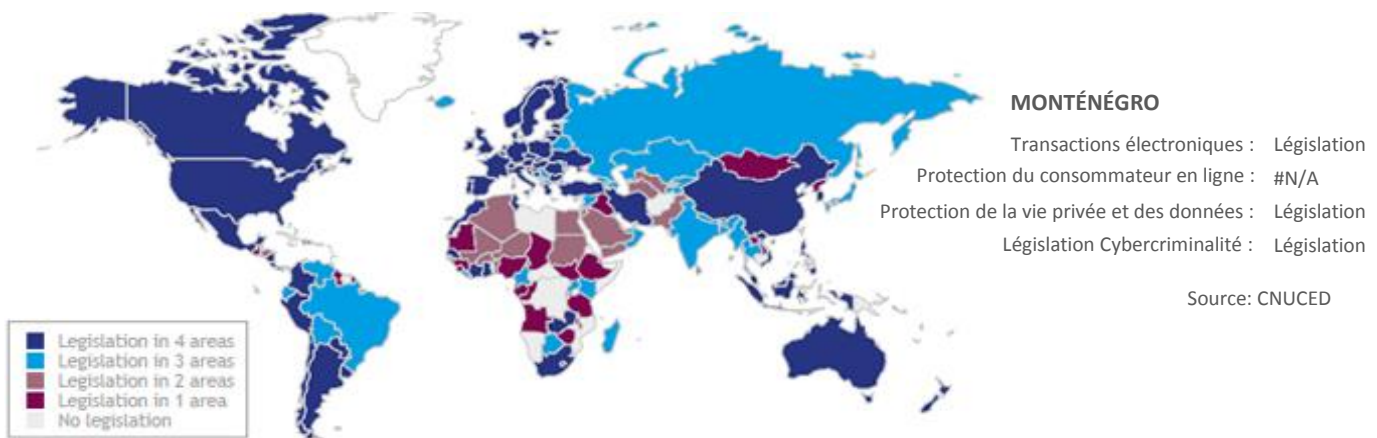 MONTÉNÉGRO
Transactions électroniques : Législation
Protection du consommateur en ligne : #N/A
Protection de la vie privée et des données : Législation
Législation Cybercriminalité : Législation
Source: CNUCED
Legislation in 4 areas
Legislation in 3 areas
Legislation in 2 areas
Legislation in 1 area
No legislation